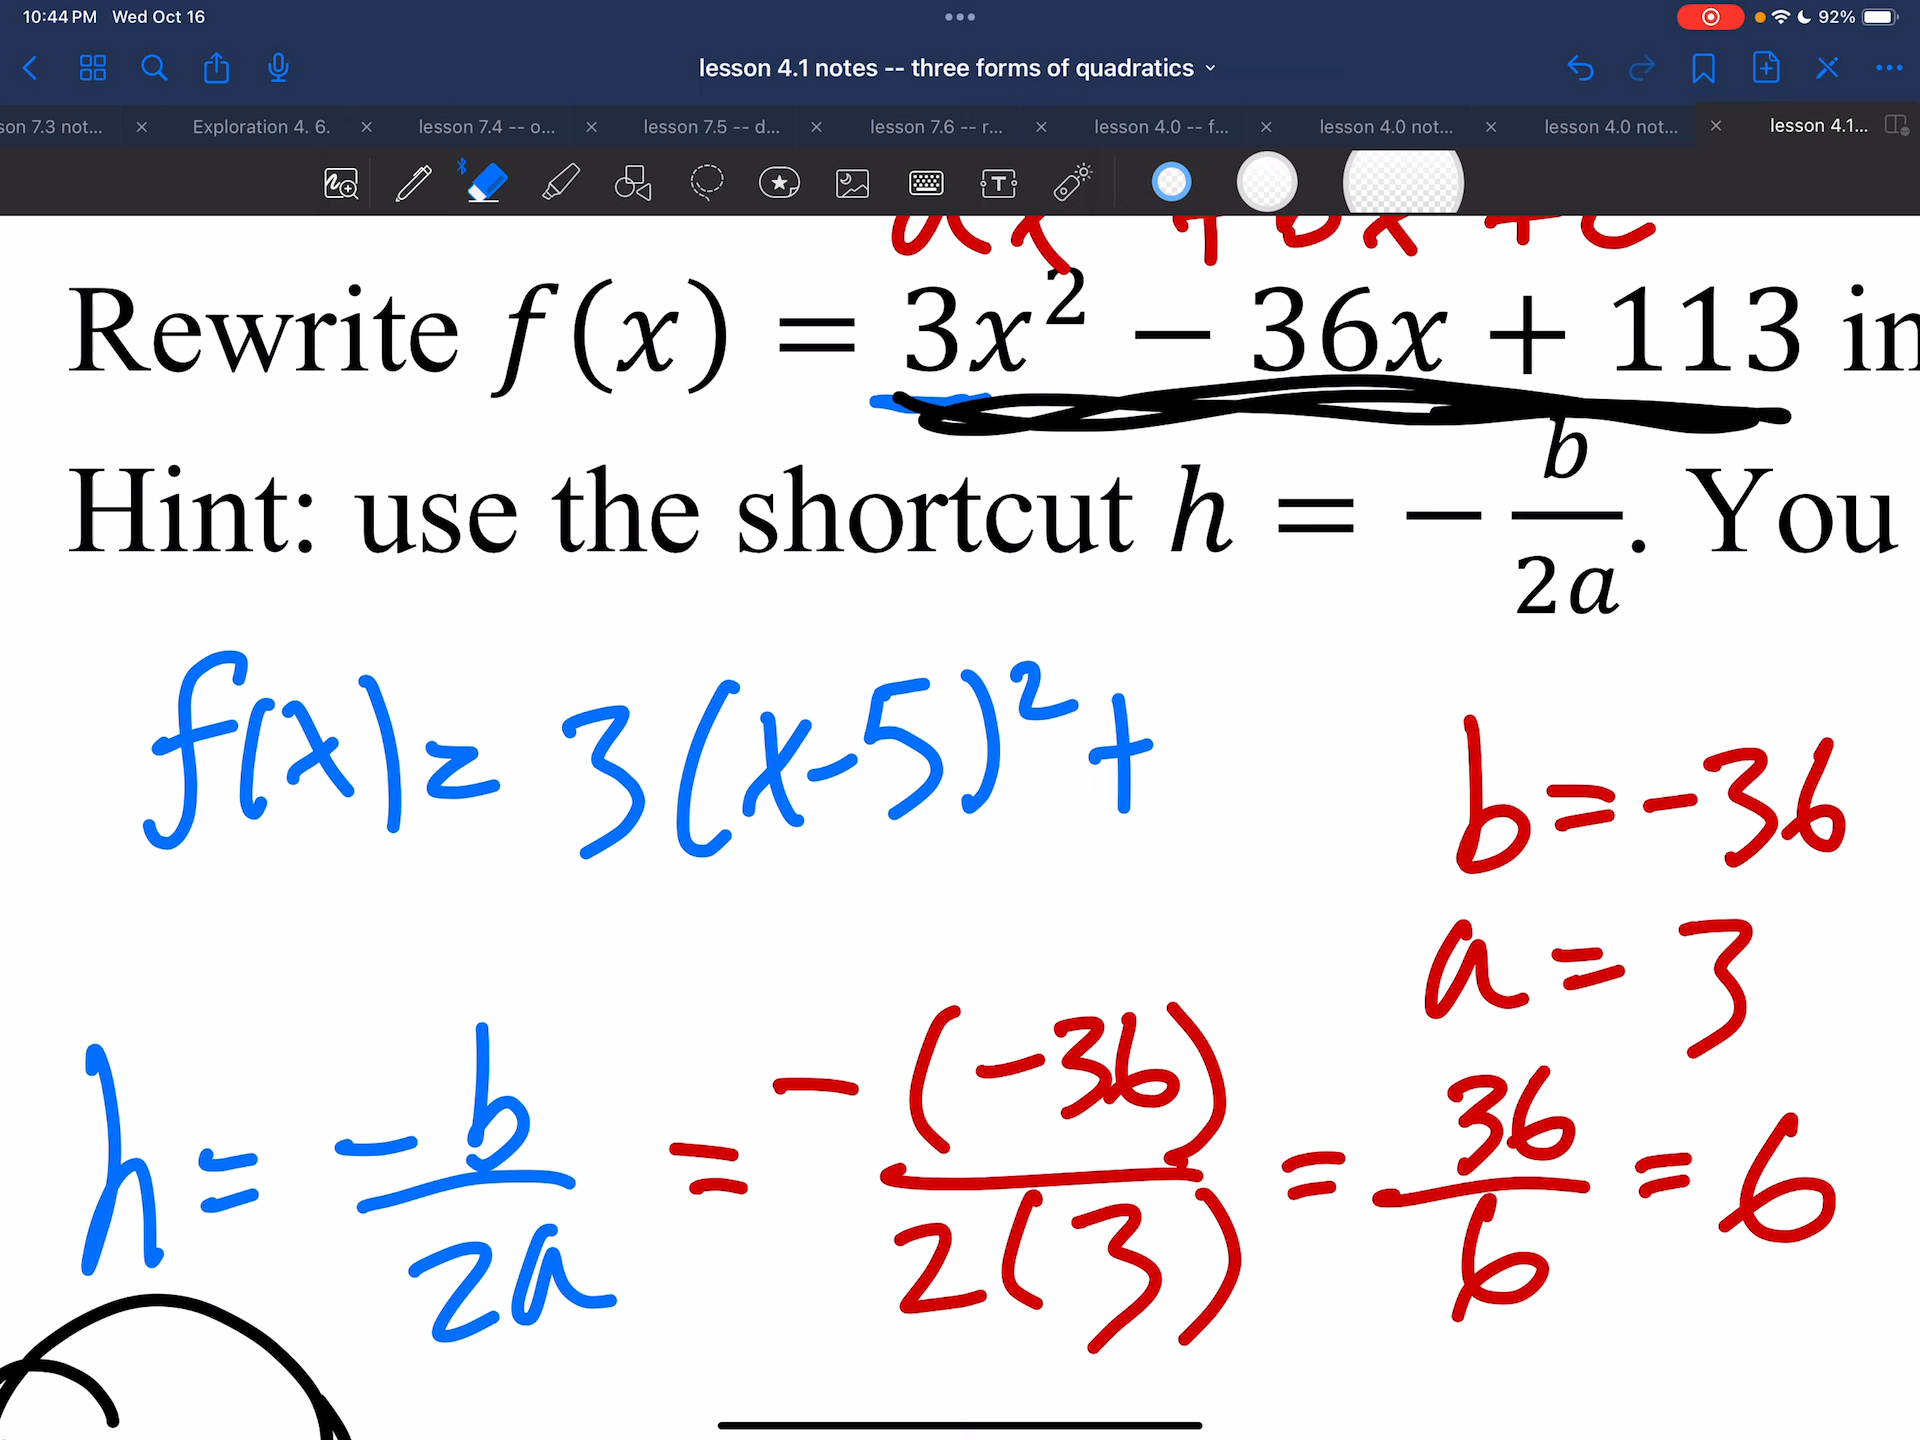 10:44 PM Wed Oct 16 92%
lesson 4.1 notes -- three forms of quadratics
son 7.3 not... Exploration 4. 6. lesson 7.4 -- o... lesson 7.5 -- d... lesson 7.6 -- r... lesson 4.0 -- f... lesson 4.0 not... lesson 4.0 not... lesson 4.1...
ax² + bx + c
Rewrite f(x) = 3x² − 36x + 113 in
Hint: use the shortcut h = − b/2a. You
f(x) = 3(x-5)² +
b = -36
a = 3
h = -b/2a = -(-36)/2(3) = 36/6 = 6